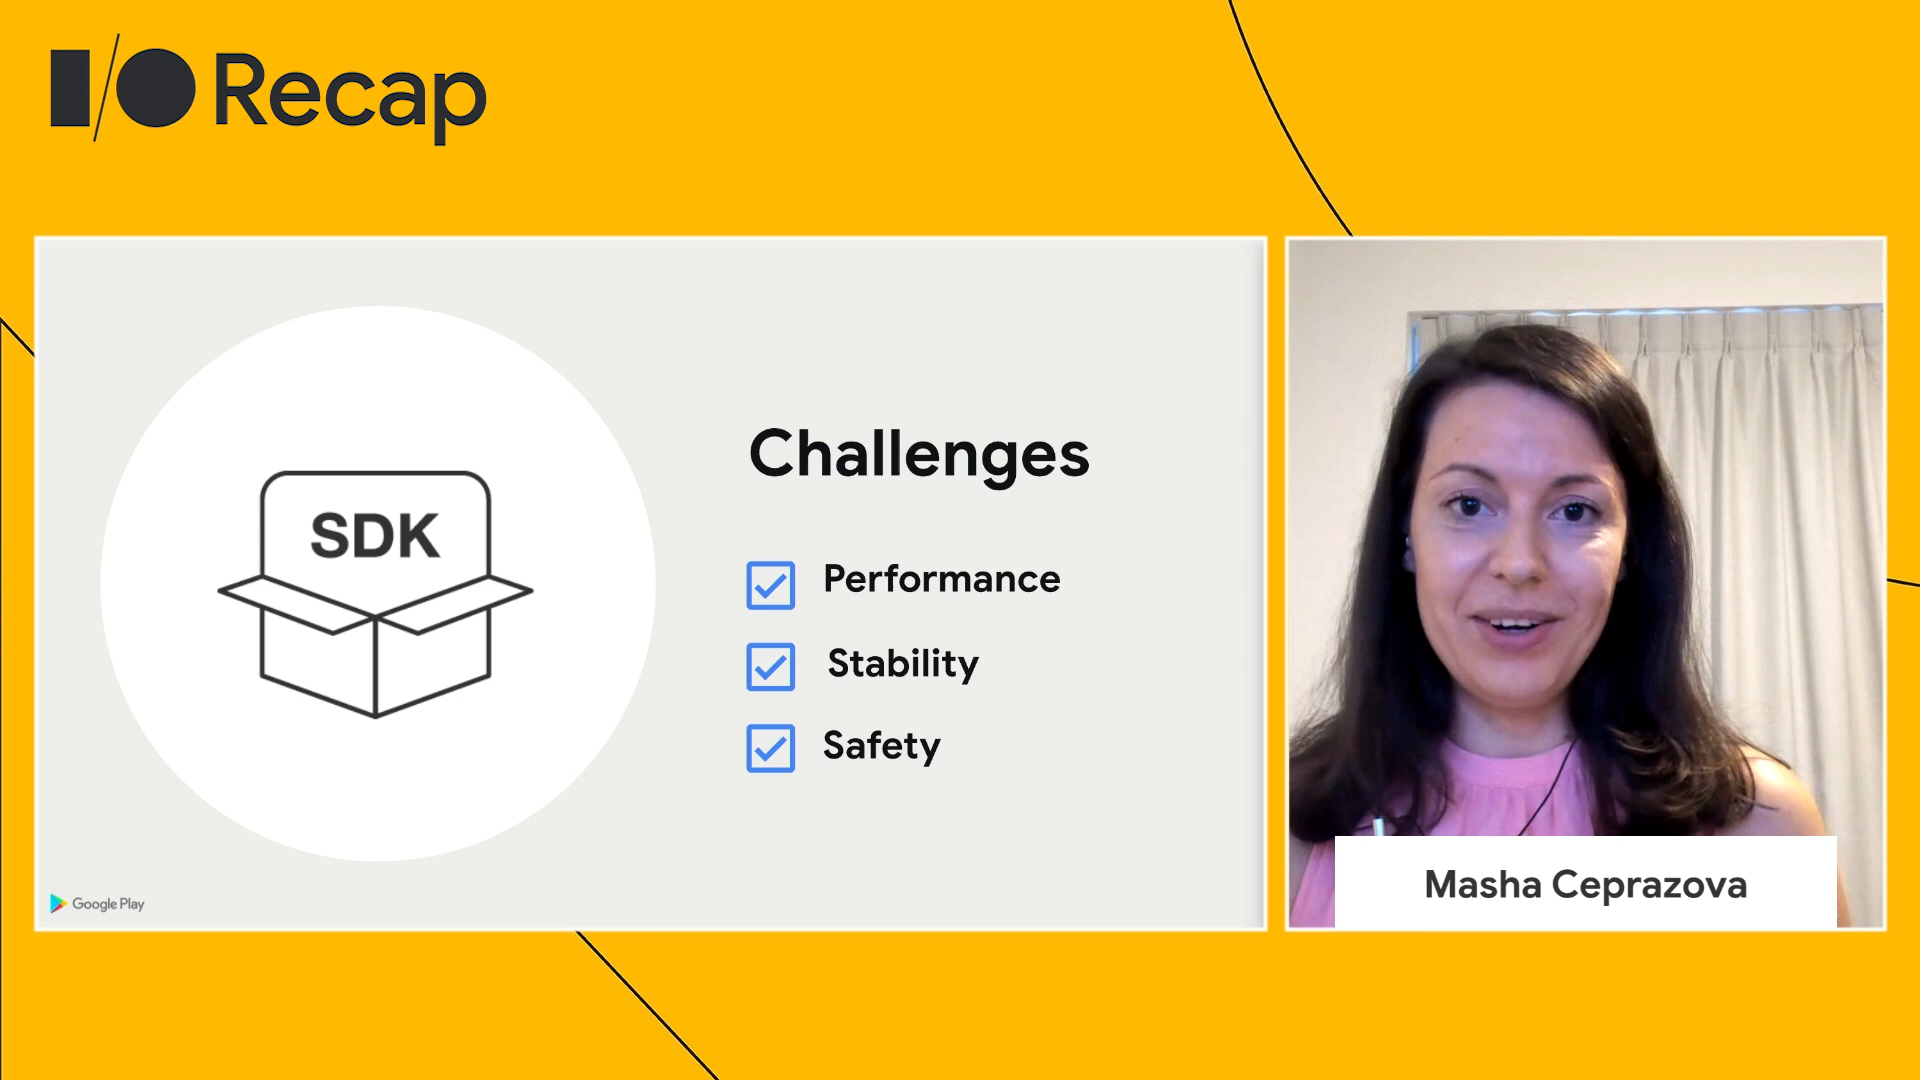 I/O Recap
SDK
Challenges
Performance
Stability
Safety
Google Play
Masha Ceprazova